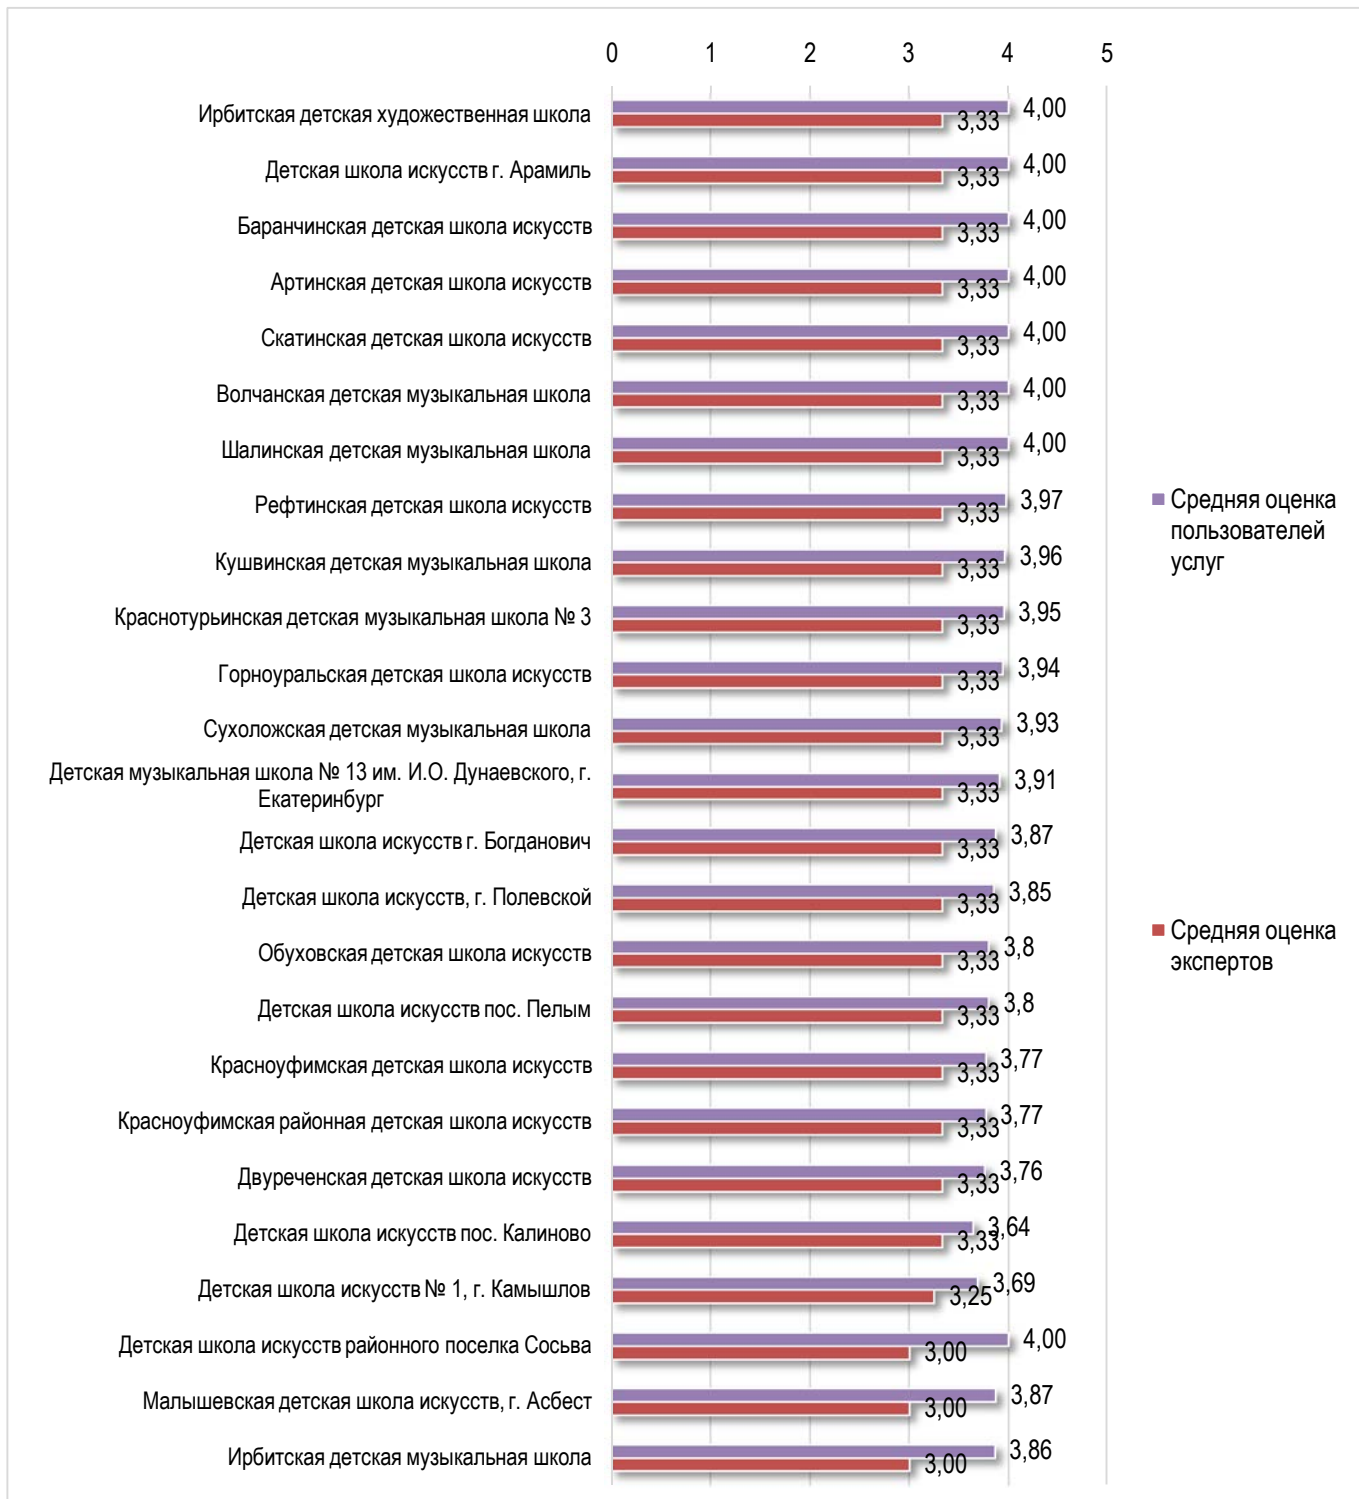 0 1 2 3 4 5
Ирбитская детская художественная школа 4,00 3,33
Детская школа искусств г. Арамиль 4,00 3,33
Баранчинская детская школа искусств 4,00 3,33
Артинская детская школа искусств 4,00 3,33
Скатинская детская школа искусств 4,00 3,33
Волчанская детская музыкальная школа 4,00 3,33
Шалинская детская музыкальная школа 4,00 3,33
Рефтинская детская школа искусств 3,97 3,33
Кушвинская детская музыкальная школа 3,96 3,33
Краснотурьинская детская музыкальная школа № 3 3,95 3,33
Горноуральская детская школа искусств 3,94 3,33
Сухоложская детская музыкальная школа 3,93 3,33
Детская музыкальная школа № 13 им. И.О. Дунаевского, г.
Екатеринбург 3,91 3,33
Детская школа искусств г. Богданович 3,87 3,33
Детская школа искусств, г. Полевской 3,85 3,33
Обуховская детская школа искусств 3,8 3,33
Детская школа искусств пос. Пелым 3,8 3,33
Красноуфимская детская школа искусств 3,77 3,33
Красноуфимская районная детская школа искусств 3,77 3,33
Двуреченская детская школа искусств 3,76 3,33
Детская школа искусств пос. Калиново 3,64 3,33
Детская школа искусств № 1, г. Камышлов 3,69 3,25
Детская школа искусств районного поселка Сосьва 4,00 3,00
Малышевская детская школа искусств, г. Асбест 3,87 3,00
Ирбитская детская музыкальная школа 3,86 3,00
Средняя оценка
пользователей
услуг
Средняя оценка
экспертов